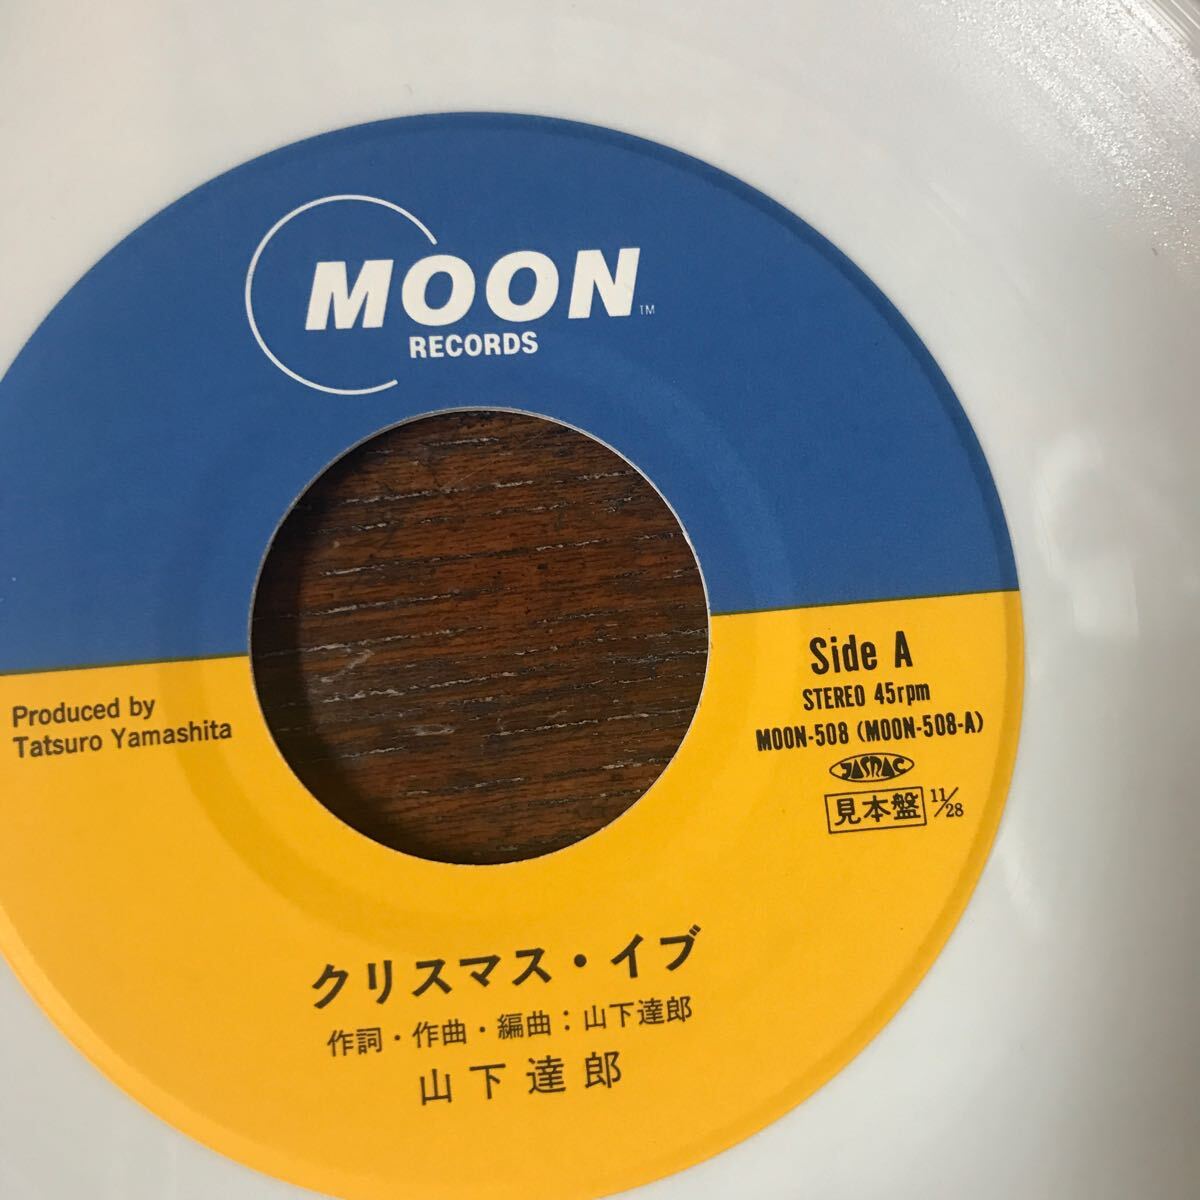 MOON™
RECORDS
Produced by
Tatsuro Yamashita
Side A
STEREO 45rpm
MOON-508 (MOON-508-A)
JASRAC
見本盤 11/28
クリスマス・イブ
作詞・作曲・編曲：山下達郎
山下達郎